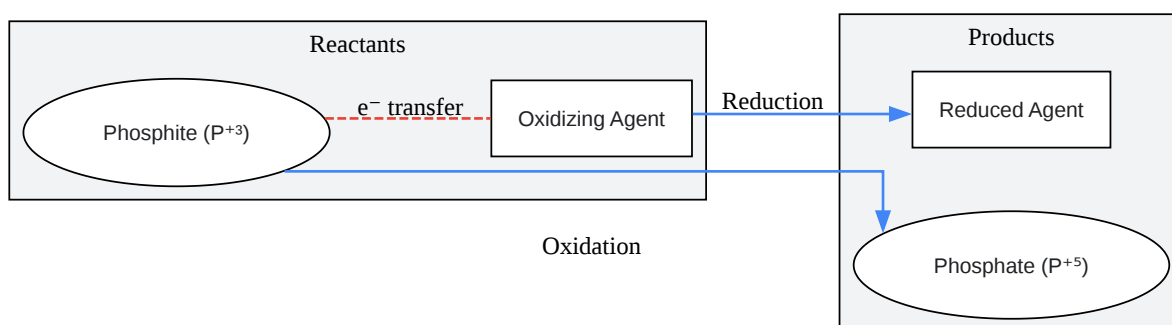 Reactants
Products
Phosphite (P⁺³)
e⁻ transfer
Oxidizing Agent
Reduction
Reduced Agent
Oxidation
Phosphate (P⁺⁵)